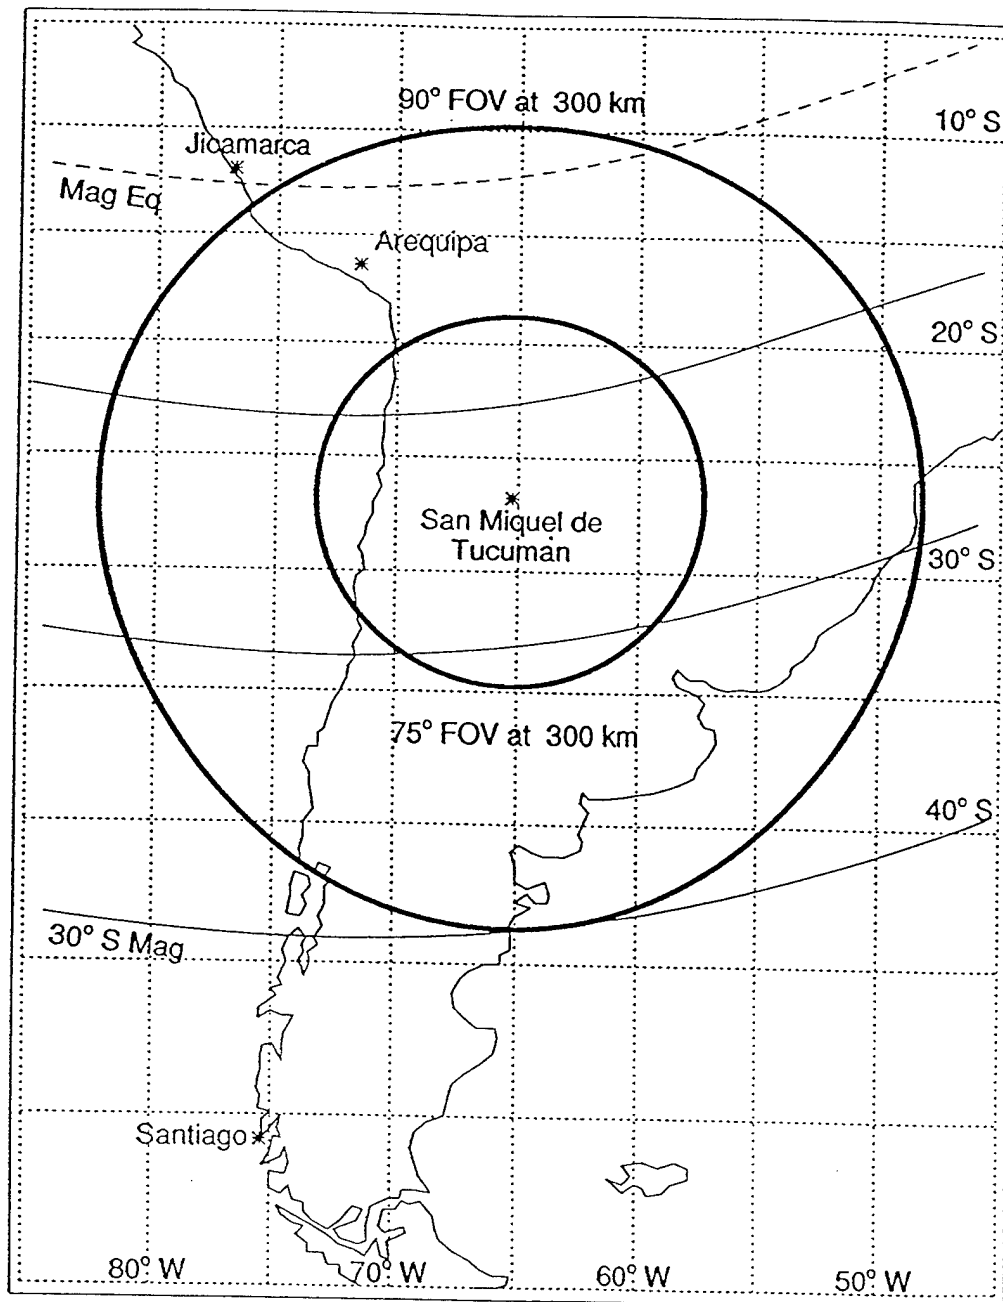 90° FOV at 300 km
10° S
Jicamarca
Mag Eq
Arequipa
20° S
San Miquel de
Tucuman
30° S
75° FOV at 300 km
40° S
30° S Mag
Santiago
80° W
70° W
60° W
50° W